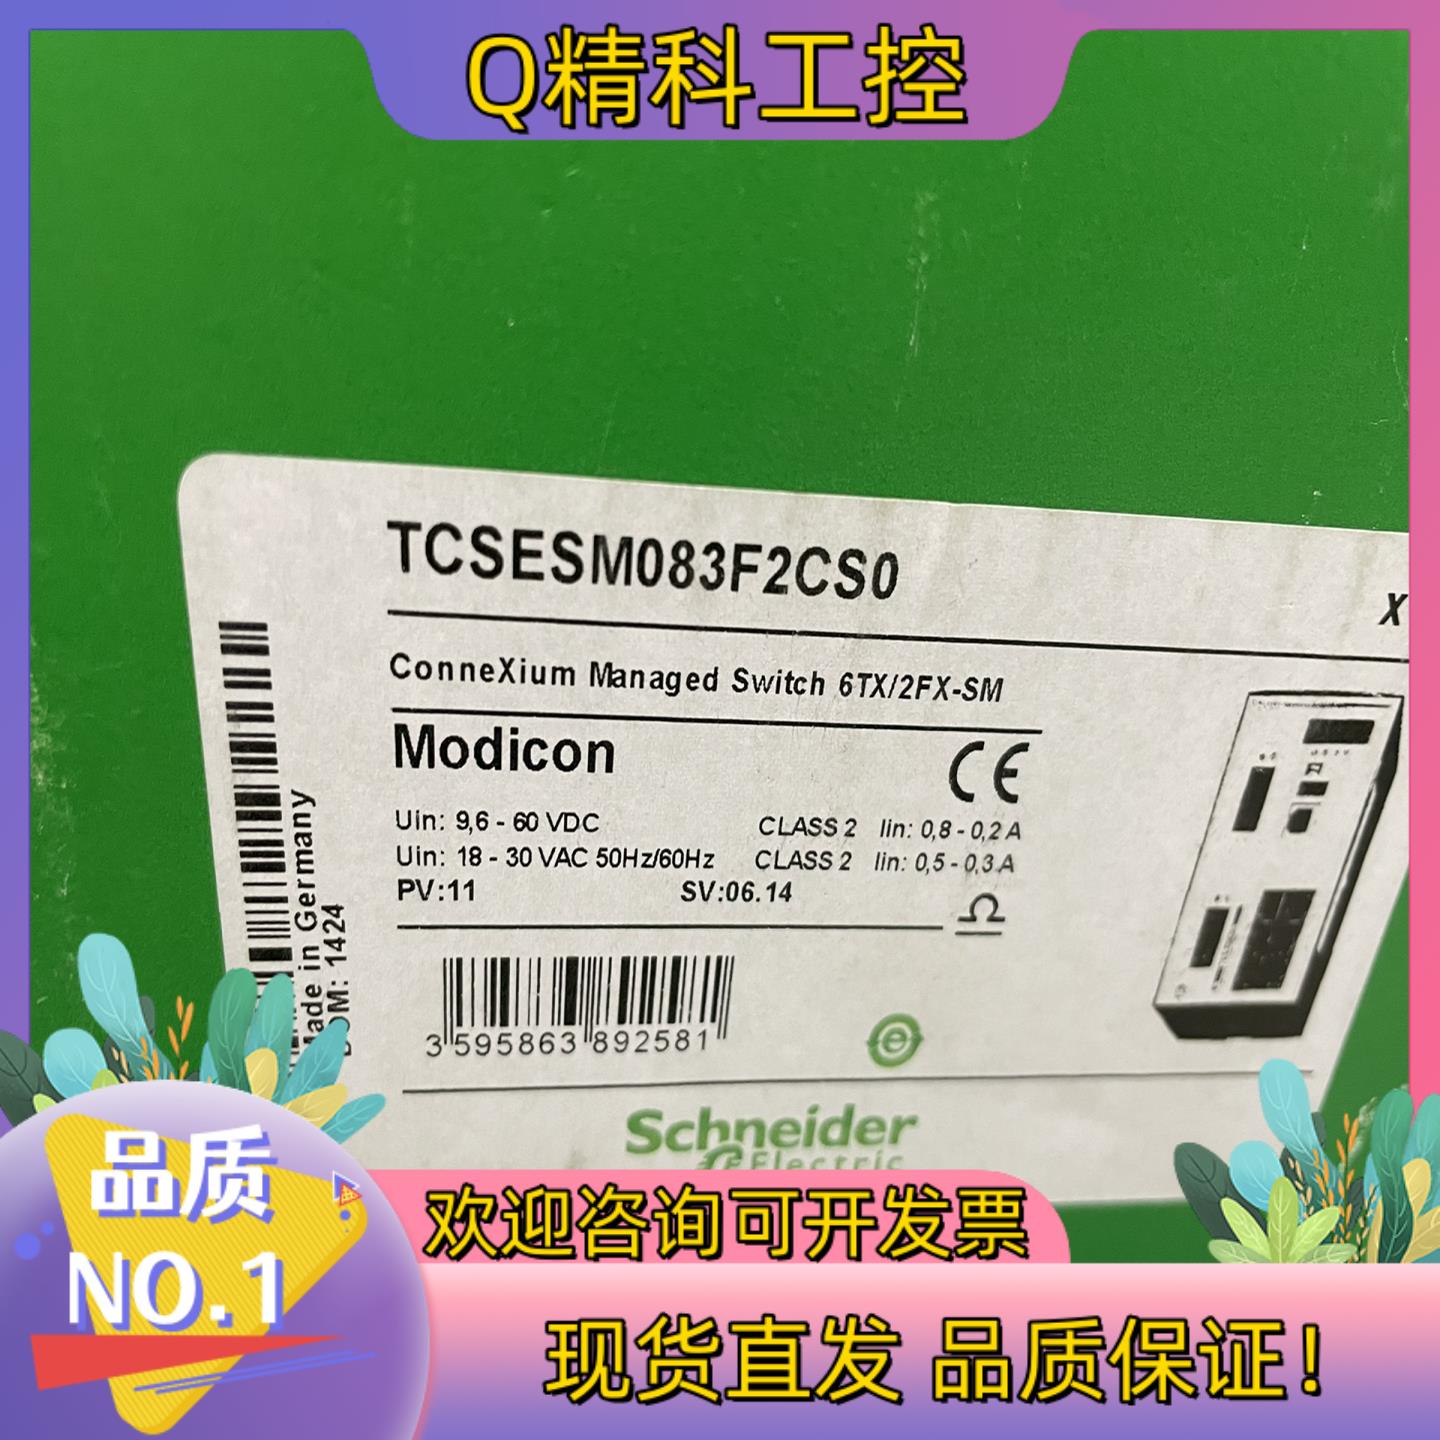 Q精科工控
TCSESM083F2CS0
X
ConneXium Managed Switch 6TX/2FX-SM
Modicon
CE
Uin: 9,6 - 60 VDC CLASS 2 Iin: 0,8 - 0,2 A
Uin: 18 - 30 VAC 50Hz/60Hz CLASS 2 Iin: 0,5 - 0,3 A
PV:11 SV:06.14
3 595863 892581
Made in Germany
DOM: 1424
Schneider
Electric
品质
NO.1
欢迎咨询可开发票
现货直发 品质保证!